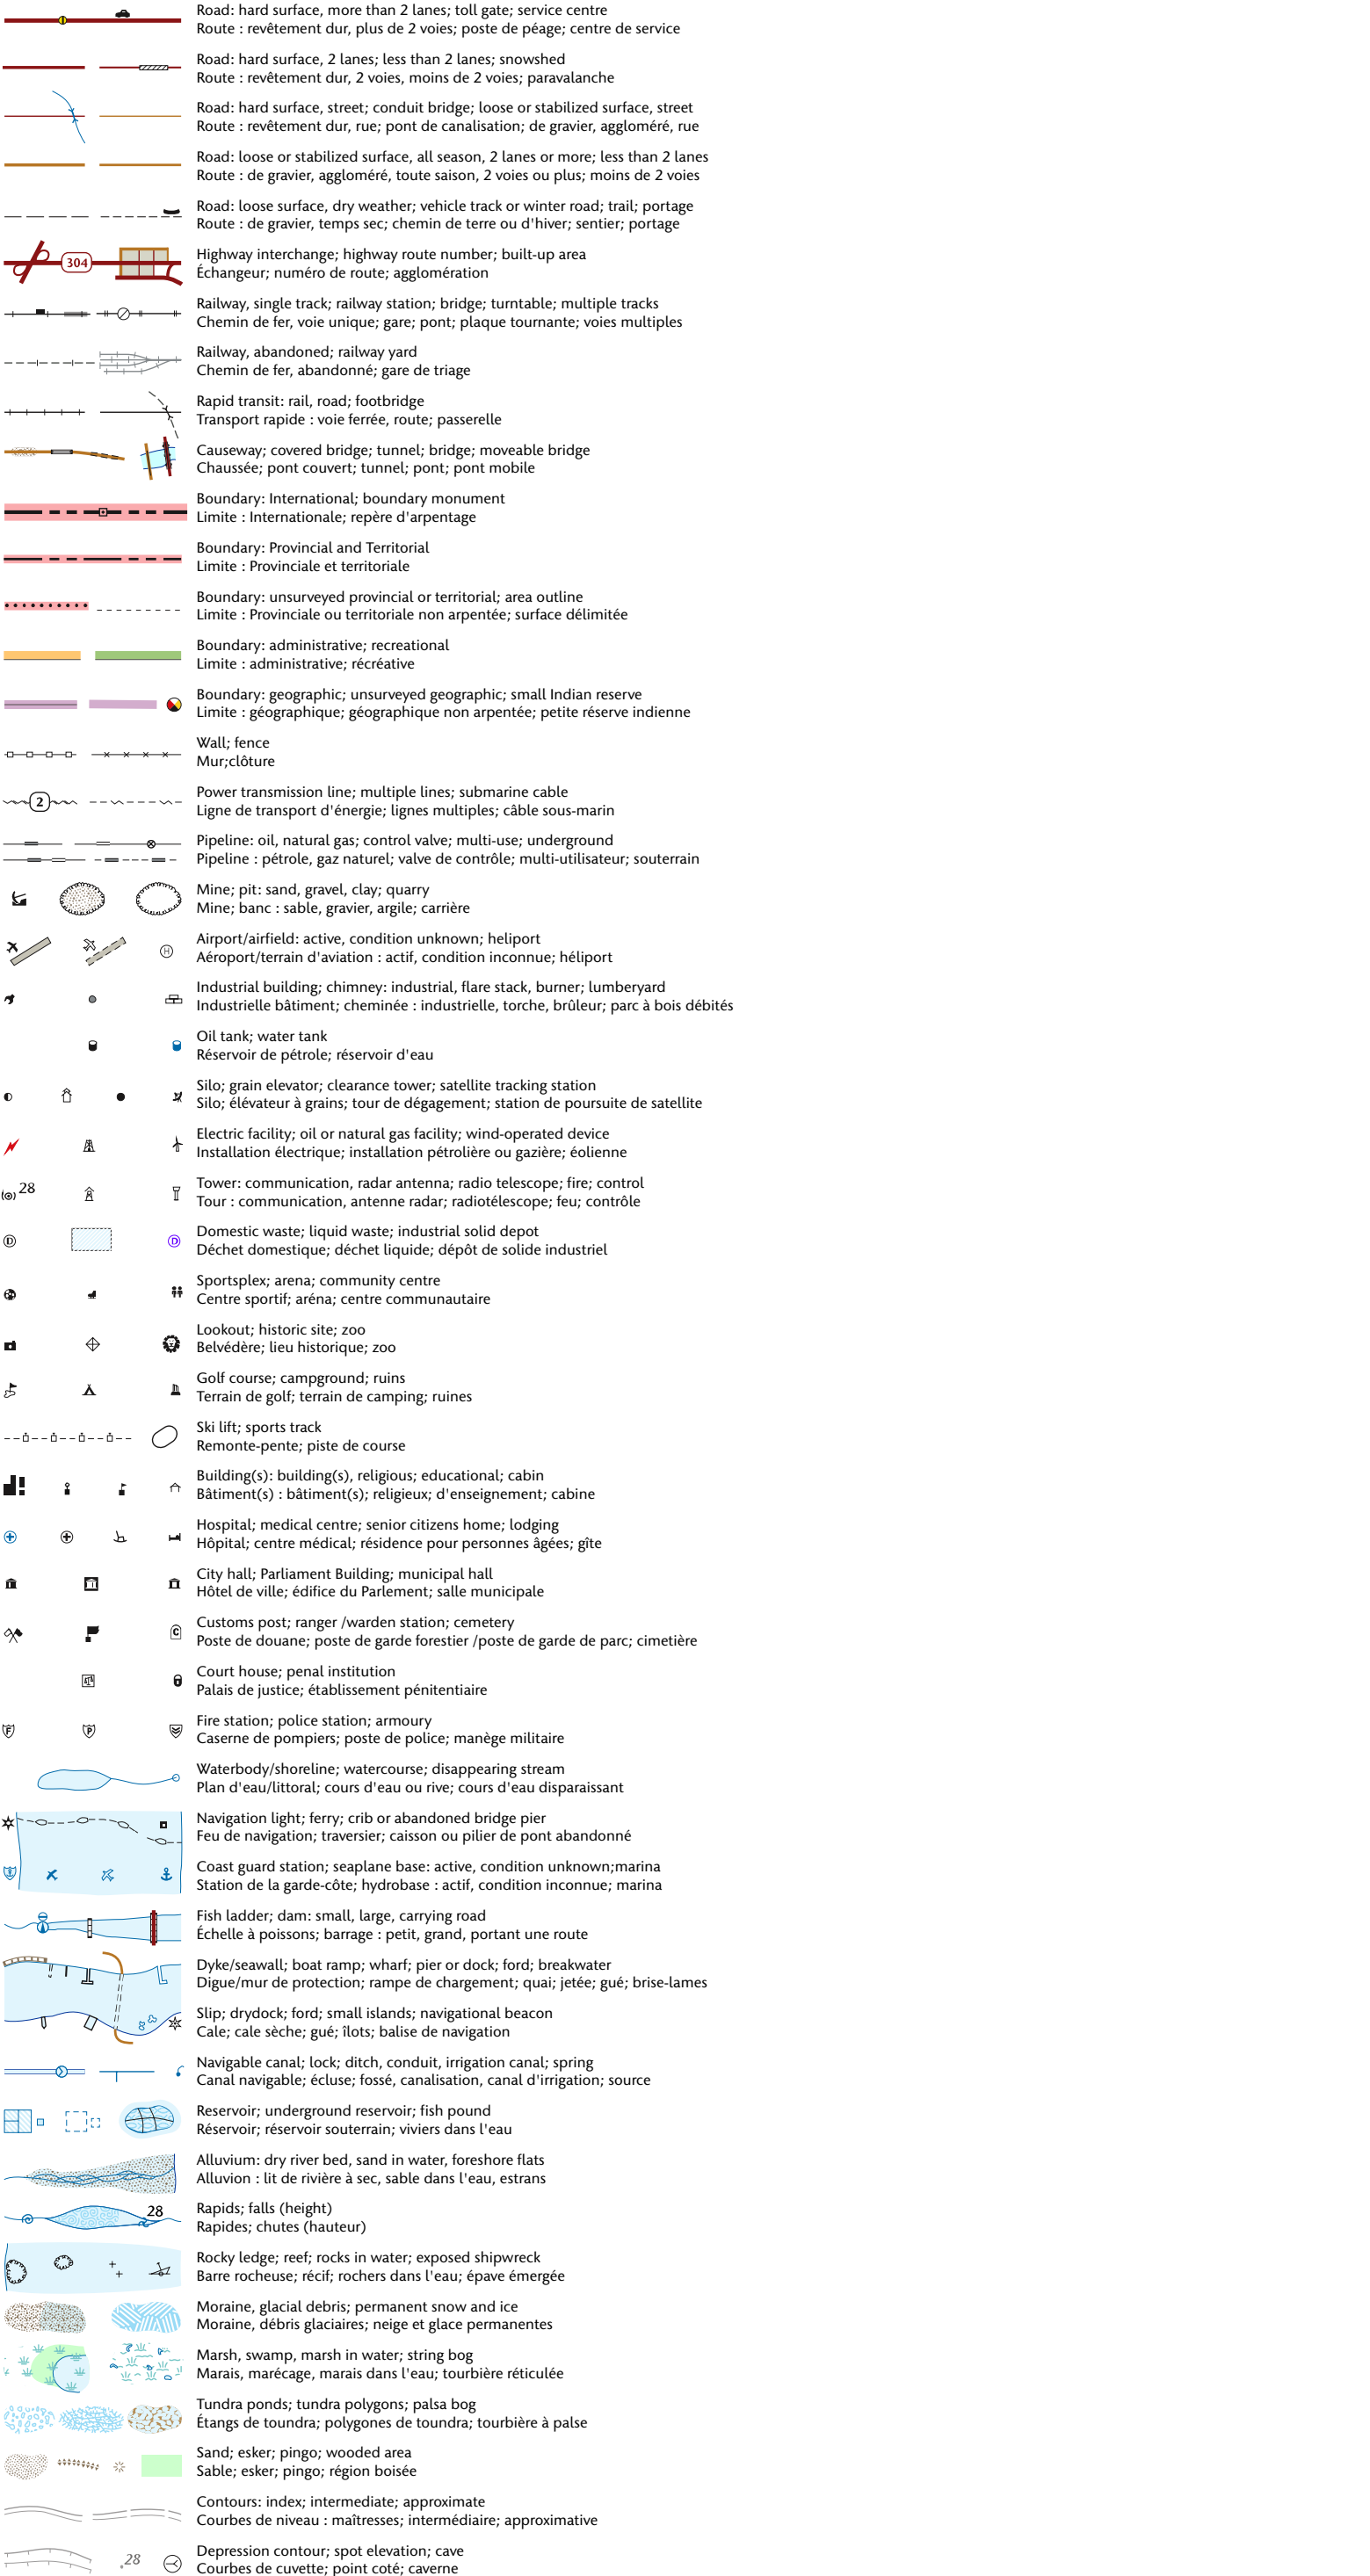 Road: hard surface, more than 2 lanes; toll gate; service centre
Route : revêtement dur, plus de 2 voies; poste de péage; centre de service
Road: hard surface, 2 lanes; less than 2 lanes; snowshed
Route : revêtement dur, 2 voies, moins de 2 voies; paravalanche
Road: hard surface, street; conduit bridge; loose or stabilized surface, street
Route : revêtement dur, rue; pont de canalisation; de gravier, aggloméré, rue
Road: loose or stabilized surface, all season, 2 lanes or more; less than 2 lanes
Route : de gravier, aggloméré, toute saison, 2 voies ou plus; moins de 2 voies
Road: loose surface, dry weather; vehicle track or winter road; trail; portage
Route : de gravier, temps sec; chemin de terre ou d'hiver; sentier; portage
304
Highway interchange; highway route number; built-up area
Échangeur; numéro de route; agglomération
Railway, single track; railway station; bridge; turntable; multiple tracks
Chemin de fer, voie unique; gare; pont; plaque tournante; voies multiples
Railway, abandoned; railway yard
Chemin de fer, abandonné; gare de triage
Rapid transit: rail, road; footbridge
Transport rapide : voie ferrée, route; passerelle
Causeway; covered bridge; tunnel; bridge; moveable bridge
Chaussée; pont couvert; tunnel; pont; pont mobile
Boundary: International; boundary monument
Limite : Internationale; repère d'arpentage
Boundary: Provincial and Territorial
Limite : Provinciale et territoriale
Boundary: unsurveyed provincial or territorial; area outline
Limite : Provinciale ou territoriale non arpentée; surface délimitée
Boundary: administrative; recreational
Limite : administrative; récréative
Boundary: geographic; unsurveyed geographic; small Indian reserve
Limite : géographique; géographique non arpentée; petite réserve indienne
Wall; fence
Mur;clôture
2
Power transmission line; multiple lines; submarine cable
Ligne de transport d'énergie; lignes multiples; câble sous-marin
Pipeline: oil, natural gas; control valve; multi-use; underground
Pipeline : pétrole, gaz naturel; valve de contrôle; multi-utilisateur; souterrain
Mine; pit: sand, gravel, clay; quarry
Mine; banc : sable, gravier, argile; carrière
H
Airport/airfield: active, condition unknown; heliport
Aéroport/terrain d'aviation : actif, condition inconnue; héliport
Industrial building; chimney: industrial, flare stack, burner; lumberyard
Industrielle bâtiment; cheminée : industrielle, torche, brûleur; parc à bois débités
Oil tank; water tank
Réservoir de pétrole; réservoir d'eau
Silo; grain elevator; clearance tower; satellite tracking station
Silo; élévateur à grains; tour de dégagement; station de poursuite de satellite
Electric facility; oil or natural gas facility; wind-operated device
Installation électrique; installation pétrolière ou gazière; éolienne
28
Tower: communication, radar antenna; radio telescope; fire; control
Tour : communication, antenne radar; radiotélescope; feu; contrôle
D D
Domestic waste; liquid waste; industrial solid depot
Déchet domestique; déchet liquide; dépôt de solide industriel
Sportsplex; arena; community centre
Centre sportif; aréna; centre communautaire
Lookout; historic site; zoo
Belvédère; lieu historique; zoo
Golf course; campground; ruins
Terrain de golf; terrain de camping; ruines
Ski lift; sports track
Remonte-pente; piste de course
Building(s): building(s), religious; educational; cabin
Bâtiment(s) : bâtiment(s); religieux; d'enseignement; cabine
Hospital; medical centre; senior citizens home; lodging
Hôpital; centre médical; résidence pour personnes âgées; gîte
City hall; Parliament Building; municipal hall
Hôtel de ville; édifice du Parlement; salle municipale
C
Customs post; ranger /warden station; cemetery
Poste de douane; poste de garde forestier /poste de garde de parc; cimetière
Court house; penal institution
Palais de justice; établissement pénitentiaire
F P
Fire station; police station; armoury
Caserne de pompiers; poste de police; manège militaire
Waterbody/shoreline; watercourse; disappearing stream
Plan d'eau/littoral; cours d'eau ou rive; cours d'eau disparaissant
Navigation light; ferry; crib or abandoned bridge pier
Feu de navigation; traversier; caisson ou pilier de pont abandonné
Coast guard station; seaplane base: active, condition unknown;marina
Station de la garde-côte; hydrobase : actif, condition inconnue; marina
Fish ladder; dam: small, large, carrying road
Échelle à poissons; barrage : petit, grand, portant une route
Dyke/seawall; boat ramp; wharf; pier or dock; ford; breakwater
Digue/mur de protection; rampe de chargement; quai; jetée; gué; brise-lames
Slip; drydock; ford; small islands; navigational beacon
Cale; cale sèche; gué; îlots; balise de navigation
Navigable canal; lock; ditch, conduit, irrigation canal; spring
Canal navigable; écluse; fossé, canalisation, canal d'irrigation; source
Reservoir; underground reservoir; fish pound
Réservoir; réservoir souterrain; viviers dans l'eau
Alluvium: dry river bed, sand in water, foreshore flats
Alluvion : lit de rivière à sec, sable dans l'eau, estrans
28
Rapids; falls (height)
Rapides; chutes (hauteur)
Rocky ledge; reef; rocks in water; exposed shipwreck
Barre rocheuse; récif; rochers dans l'eau; épave émergée
Moraine, glacial debris; permanent snow and ice
Moraine, débris glaciaires; neige et glace permanentes
Marsh, swamp, marsh in water; string bog
Marais, marécage, marais dans l'eau; tourbière réticulée
Tundra ponds; tundra polygons; palsa bog
Étangs de toundra; polygones de toundra; tourbière à palse
Sand; esker; pingo; wooded area
Sable; esker; pingo; région boisée
Contours: index; intermediate; approximate
Courbes de niveau : maîtresses; intermédiaire; approximative
.28
Depression contour; spot elevation; cave
Courbes de cuvette; point coté; caverne